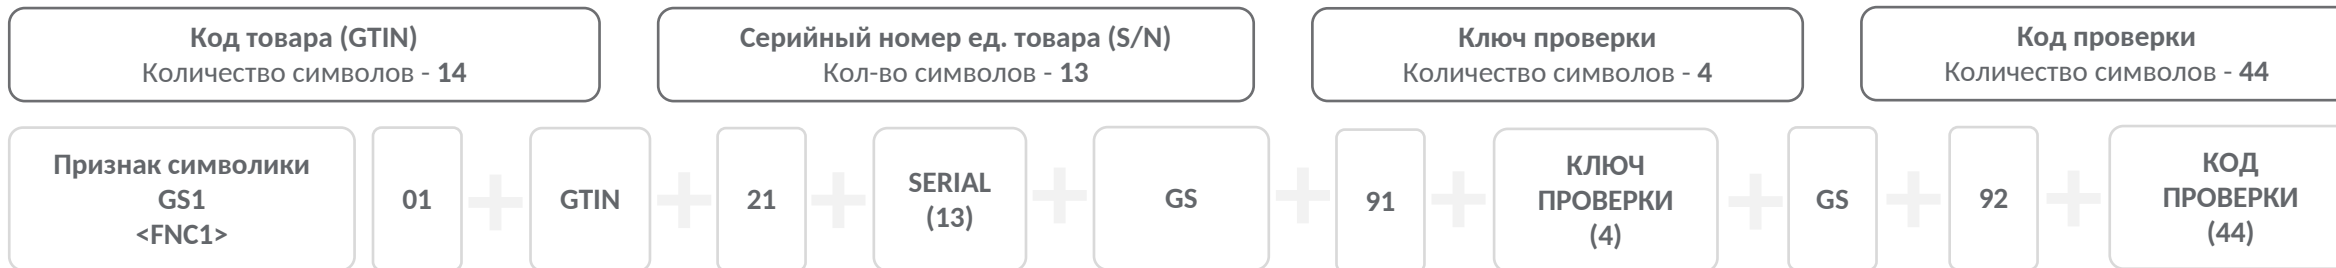 Код товара (GTIN)
Количество символов - 14
Серийный номер ед. товара (S/N)
Кол-во символов - 13
Ключ проверки
Количество символов - 4
Код проверки
Количество символов - 44
Признак символики
GS1
<FNC1>
01
+
GTIN
+
21
+
SERIAL
(13)
+
GS
+
91
+
КЛЮЧ
ПРОВЕРКИ
(4)
+
GS
+
92
+
КОД
ПРОВЕРКИ
(44)